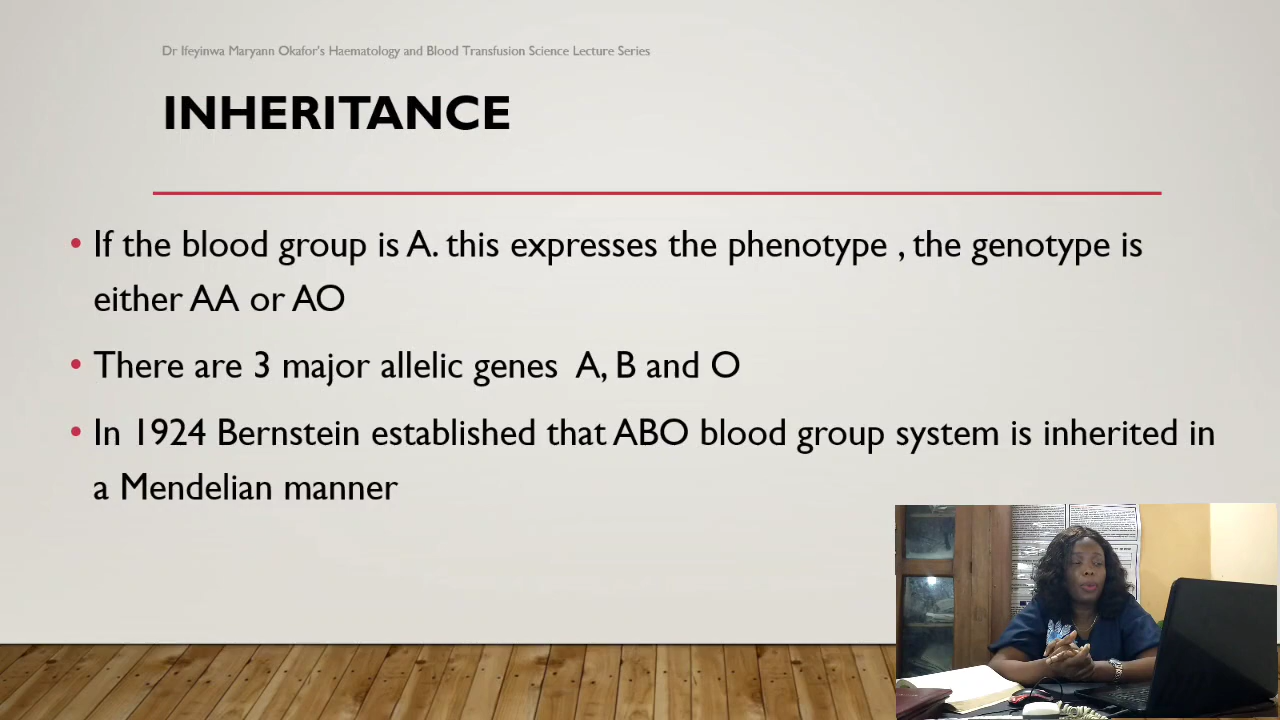 Dr Ifeyinwa Maryann Okafor's Haematology and Blood Transfusion Science Lecture Series
INHERITANCE
• If the blood group is A. this expresses the phenotype , the genotype is
either AA or AO
• There are 3 major allelic genes A, B and O
• In 1924 Bernstein established that ABO blood group system is inherited in
a Mendelian manner